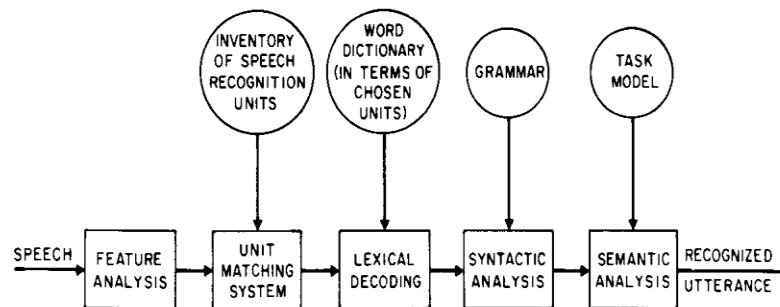 INVENTORY
OF SPEECH
RECOGNITION
UNITS
WORD
DICTIONARY
(IN TERMS OF
CHOSEN
UNITS)
GRAMMAR
TASK
MODEL
SPEECH
FEATURE
ANALYSIS
UNIT
MATCHING
SYSTEM
LEXICAL
DECODING
SYNTACTIC
ANALYSIS
SEMANTIC
ANALYSIS
RECOGNIZED
UTTERANCE